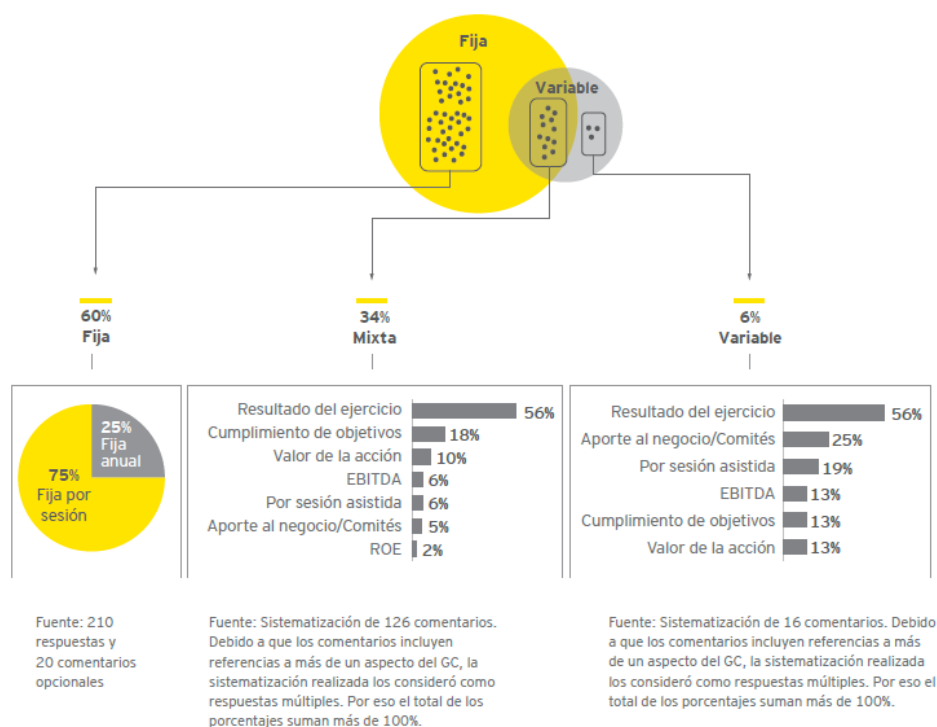 Fija
Variable
60%
Fija
34%
Mixta
6%
Variable
25%
Fija
anual
75%
Fija por
sesión
Resultado del ejercicio 56%
Cumplimiento de objetivos 18%
Valor de la acción 10%
EBITDA 6%
Por sesión asistida 6%
Aporte al negocio/Comités 5%
ROE 2%
Resultado del ejercicio 56%
Aporte al negocio/Comités 25%
Por sesión asistida 19%
EBITDA 13%
Cumplimiento de objetivos 13%
Valor de la acción 13%
Fuente: 210
respuestas y
20 comentarios
opcionales
Fuente: Sistematización de 126 comentarios.
Debido a que los comentarios incluyen
referencias a más de un aspecto del GC, la
sistematización realizada los consideró como
respuestas múltiples. Por eso el total de los
porcentajes suman más de 100%.
Fuente: Sistematización de 16 comentarios. Debido
a que los comentarios incluyen referencias a más
de un aspecto del GC, la sistematización realizada
los consideró como respuestas múltiples. Por eso el
total de los porcentajes suman más de 100%.